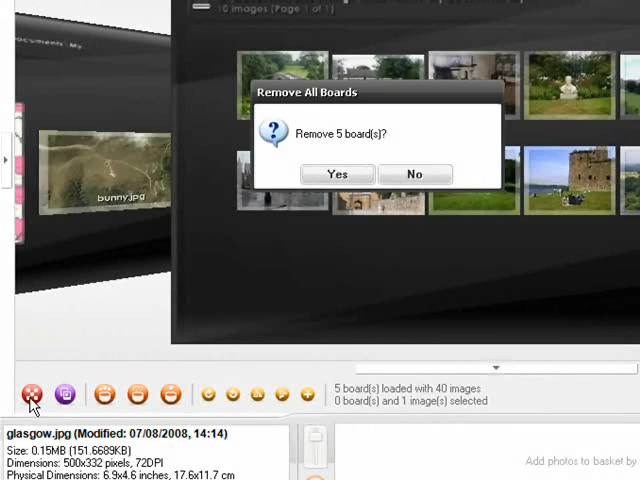 10 images (Page 1 of 1)
Documents: My
Remove All Boards
Remove 5 board(s)?
bunny.jpg
Yes No
5 board(s) loaded with 40 images
0 board(s) and 1 image(s) selected
glasgow.jpg (Modified: 07/08/2008, 14:14)
Size: 0.15MB (151.6689KB)
Dimensions: 500x332 pixels, 72DPI
Physical Dimensions: 6.9x4.6 inches, 17.6x11.7 cm
Add photos to basket by